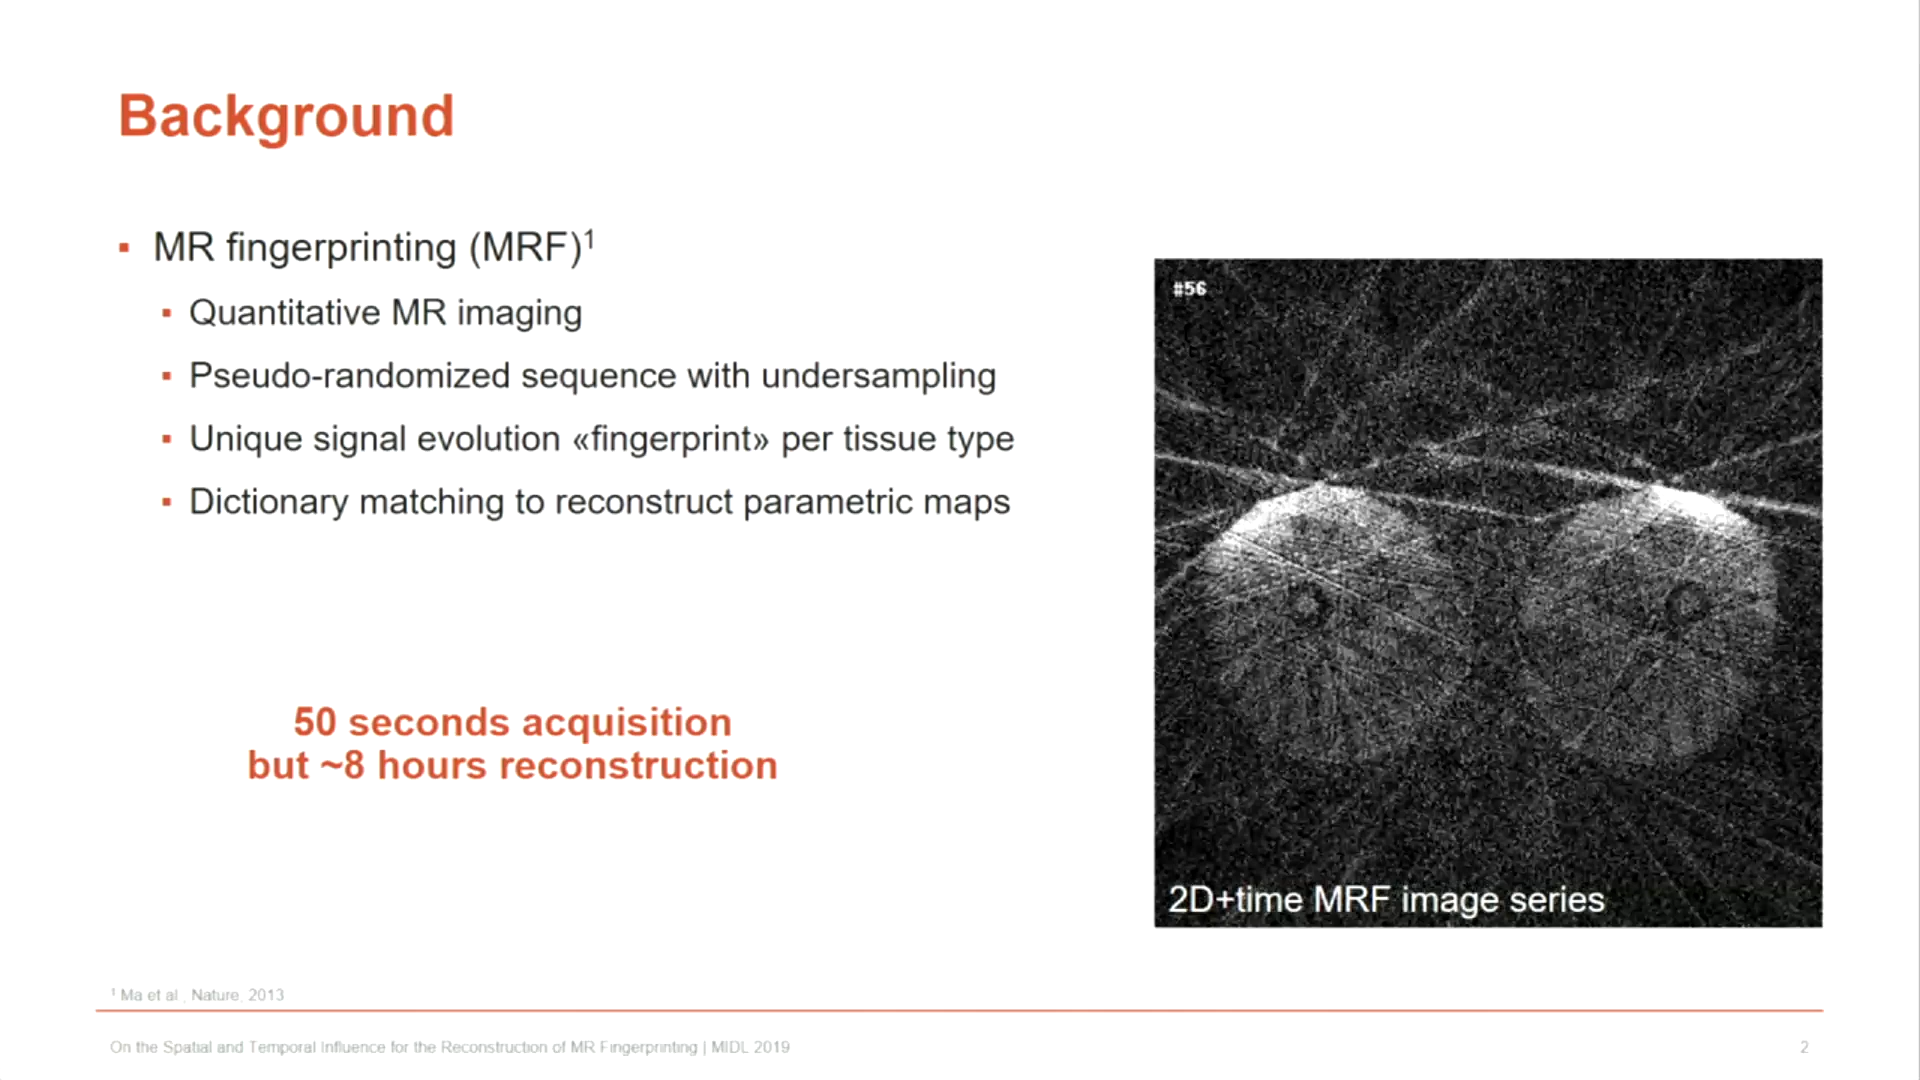 Background
▪ MR fingerprinting (MRF)¹
▪ Quantitative MR imaging
▪ Pseudo-randomized sequence with undersampling
▪ Unique signal evolution «fingerprint» per tissue type
▪ Dictionary matching to reconstruct parametric maps
50 seconds acquisition
but ~8 hours reconstruction
#56
2D+time MRF image series
¹ Ma et al., Nature, 2013
On the Spatial and Temporal Influence for the Reconstruction of MR Fingerprinting | MIDL 2019
2